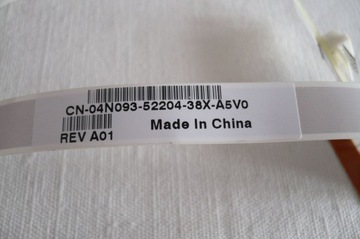 CN-04N093-52204-38X-A5V0
REV A01 Made In China